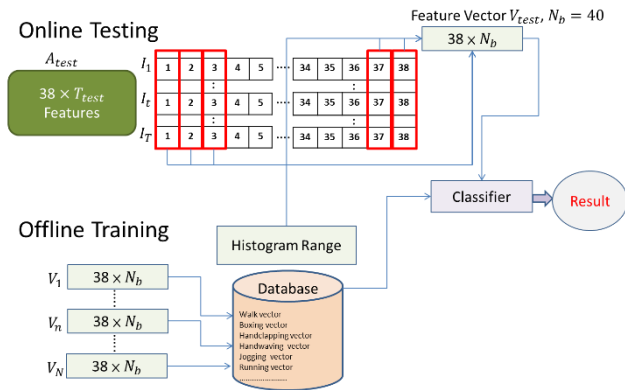 Online Testing
Feature Vector V_test, N_b = 40
A_test
38 × T_test
Features
I_1 1 2 3 4 5 ···· 34 35 36 37 38
⋮ ⋮
I_t 1 2 3 4 5 ···· 34 35 36 37 38
⋮ ⋮
I_T 1 2 3 4 5 ···· 34 35 36 37 38
38 × N_b
Classifier
Result
Offline Training
Histogram Range
V_1 38 × N_b
V_n 38 × N_b
V_N 38 × N_b
Database
Walk vector
Boxing vector
Handclapping vector
Handwaving vector
Jogging vector
Running vector
......................